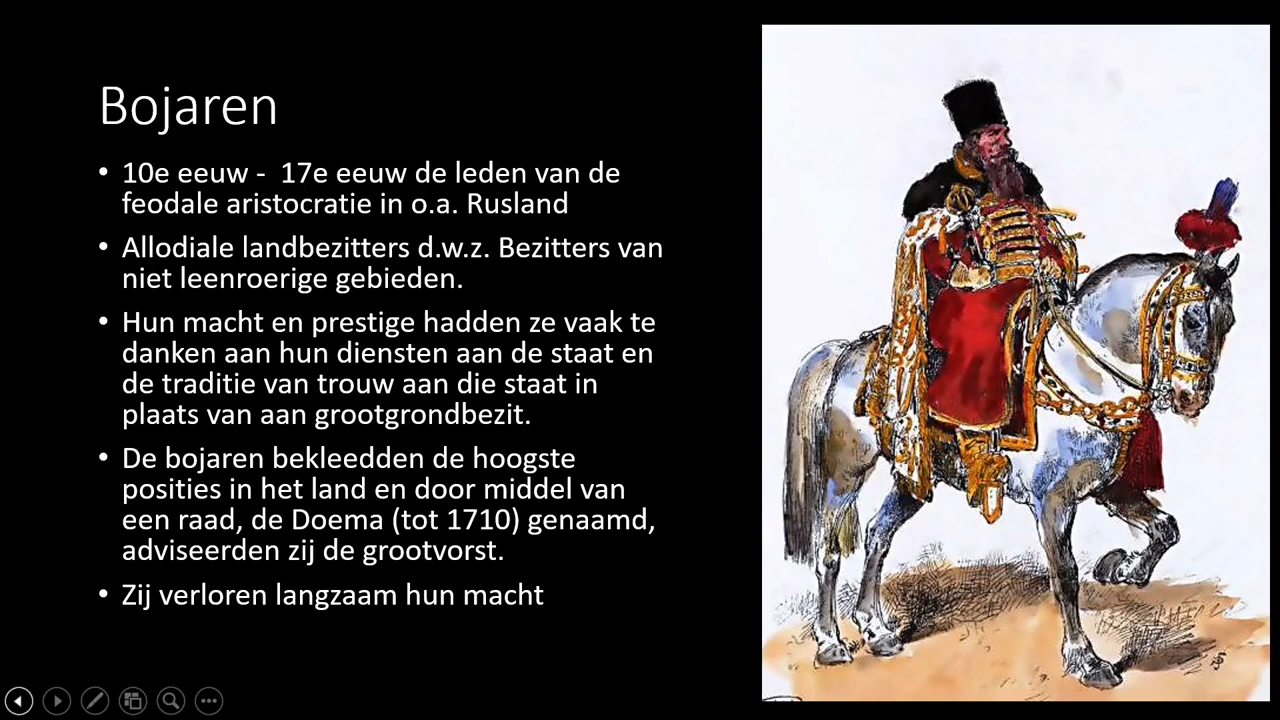 Bojaren
• 10e eeuw - 17e eeuw de leden van de
feodale aristocratie in o.a. Rusland
• Allodiale landbezitters d.w.z. Bezitters van
niet leenroerige gebieden.
• Hun macht en prestige hadden ze vaak te
danken aan hun diensten aan de staat en
de traditie van trouw aan die staat in
plaats van aan grootgrondbezit.
• De bojaren bekleedden de hoogste
posities in het land en door middel van
een raad, de Doema (tot 1710) genaamd,
adviseerden zij de grootvorst.
• Zij verloren langzaam hun macht